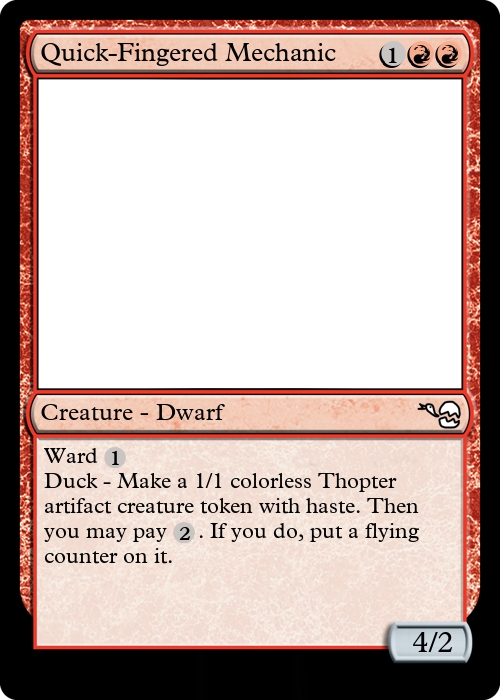 Quick-Fingered Mechanic 1
Creature - Dwarf
Ward 1
Duck - Make a 1/1 colorless Thopter
artifact creature token with haste. Then
you may pay 2 . If you do, put a flying
counter on it.
4/2